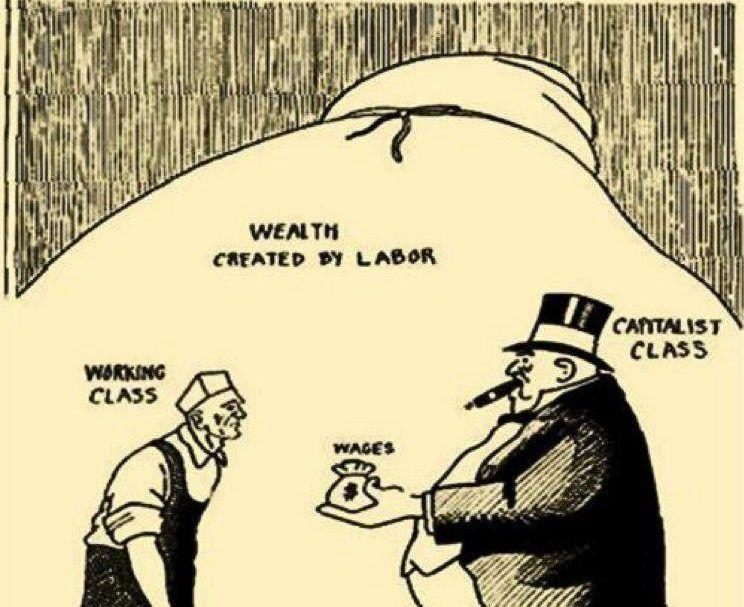 WEALTH
CREATED BY LABOR
CAPITALIST
CLASS
WORKING
CLASS
WAGES
$